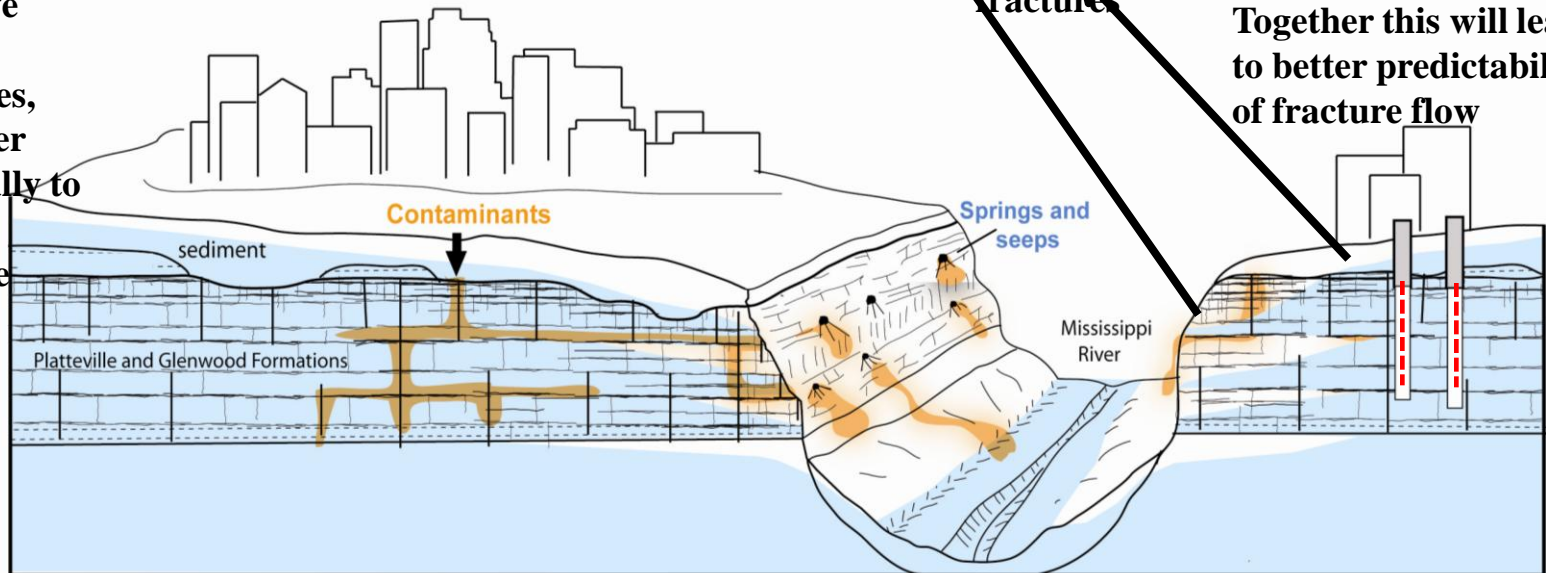 fractures
Together this will lea
to better predictabil
of fracture flow
es,
er
lly to
Contaminants
Springs and
seeps
sediment
Mississippi
River
Platteville and Glenwood Formations